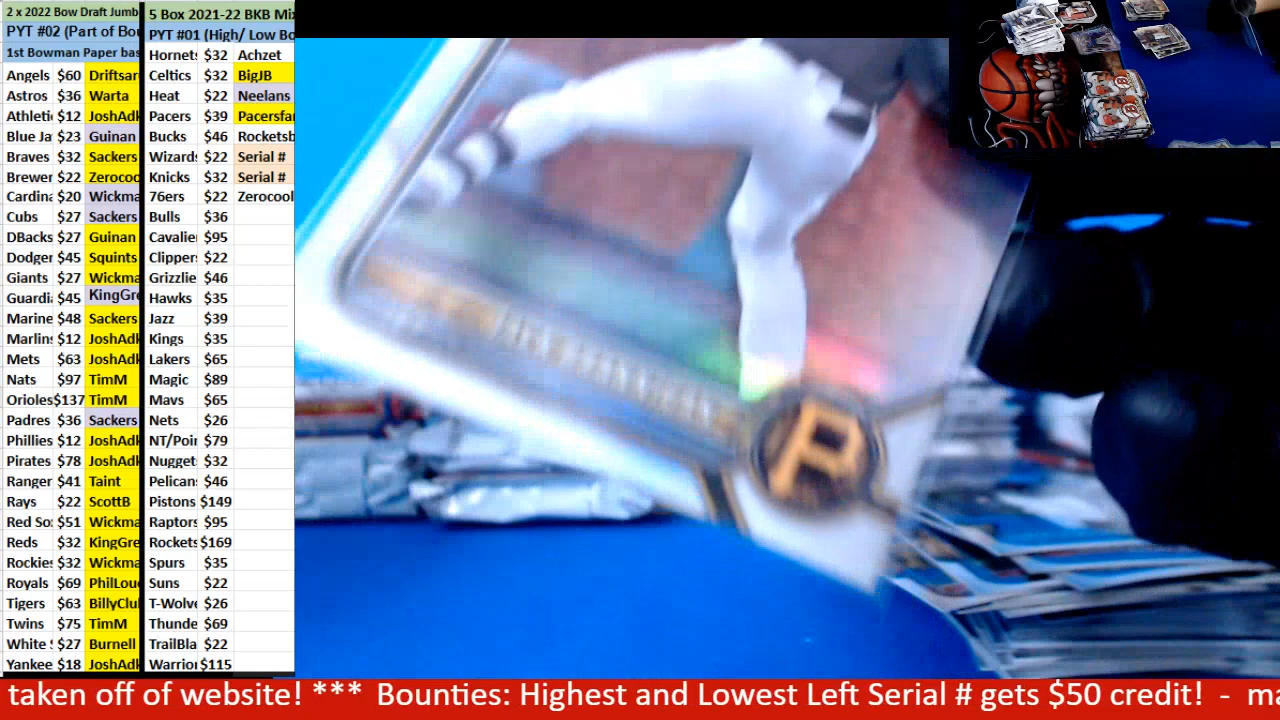 2 x 2022 Bow Draft Jumb
PYT #02 (Part of Bou
1st Bowman Paper bas
Angels $60 Driftsar
Astros $36 Warta
Athleti $12 JoshAdk
Blue Ja $23 Guinan
Braves $32 Sackers
Brewer $22 Zerocoo
Cardina $20 Wickma
Cubs $27 Sackers
DBacks $27 Guinan
Dodger $45 Squints
Giants $27 Wickma
Guardi $45 KingGre
Marine $48 Sackers
Marlins $12 JoshAdk
Mets $63 JoshAdk
Nats $97 TimM
Orioles $137 TimM
Padres $36 Sackers
Phillies $12 JoshAdk
Pirates $78 JoshAdk
Ranger $41 Taint
Rays $22 ScottB
Red So $51 Wickma
Reds $32 KingGre
Rockies $32 Wickma
Royals $69 PhilLou
Tigers $63 BillyClu
Twins $75 TimM
White S $27 Burnell
Yankee $18 JoshAdk
5 Box 2021-22 BKB Mix
PYT #01 (High/ Low Bo
Hornets $32 Achzet
Celtics $32 BigJB
Heat $22 Neelans
Pacers $39 Pacersfan
Bucks $46 Rocketsb
Wizards $22 Serial #
Knicks $32 Serial #
76ers $22 Zerocool
Bulls $36
Cavalie $95
Clipper $22
Grizzlie $46
Hawks $35
Jazz $39
Kings $35
Lakers $65
Magic $89
Mavs $65
Nets $26
NT/Poin $79
Nugget $32
Pelican $46
Pistons $149
Raptors $95
Rockets $169
Spurs $35
Suns $22
T-Wolve $26
Thunde $69
TrailBla $22
Warrior $115
P
taken off of website! *** Bounties: Highest and Lowest Left Serial # gets $50 credit! - ma